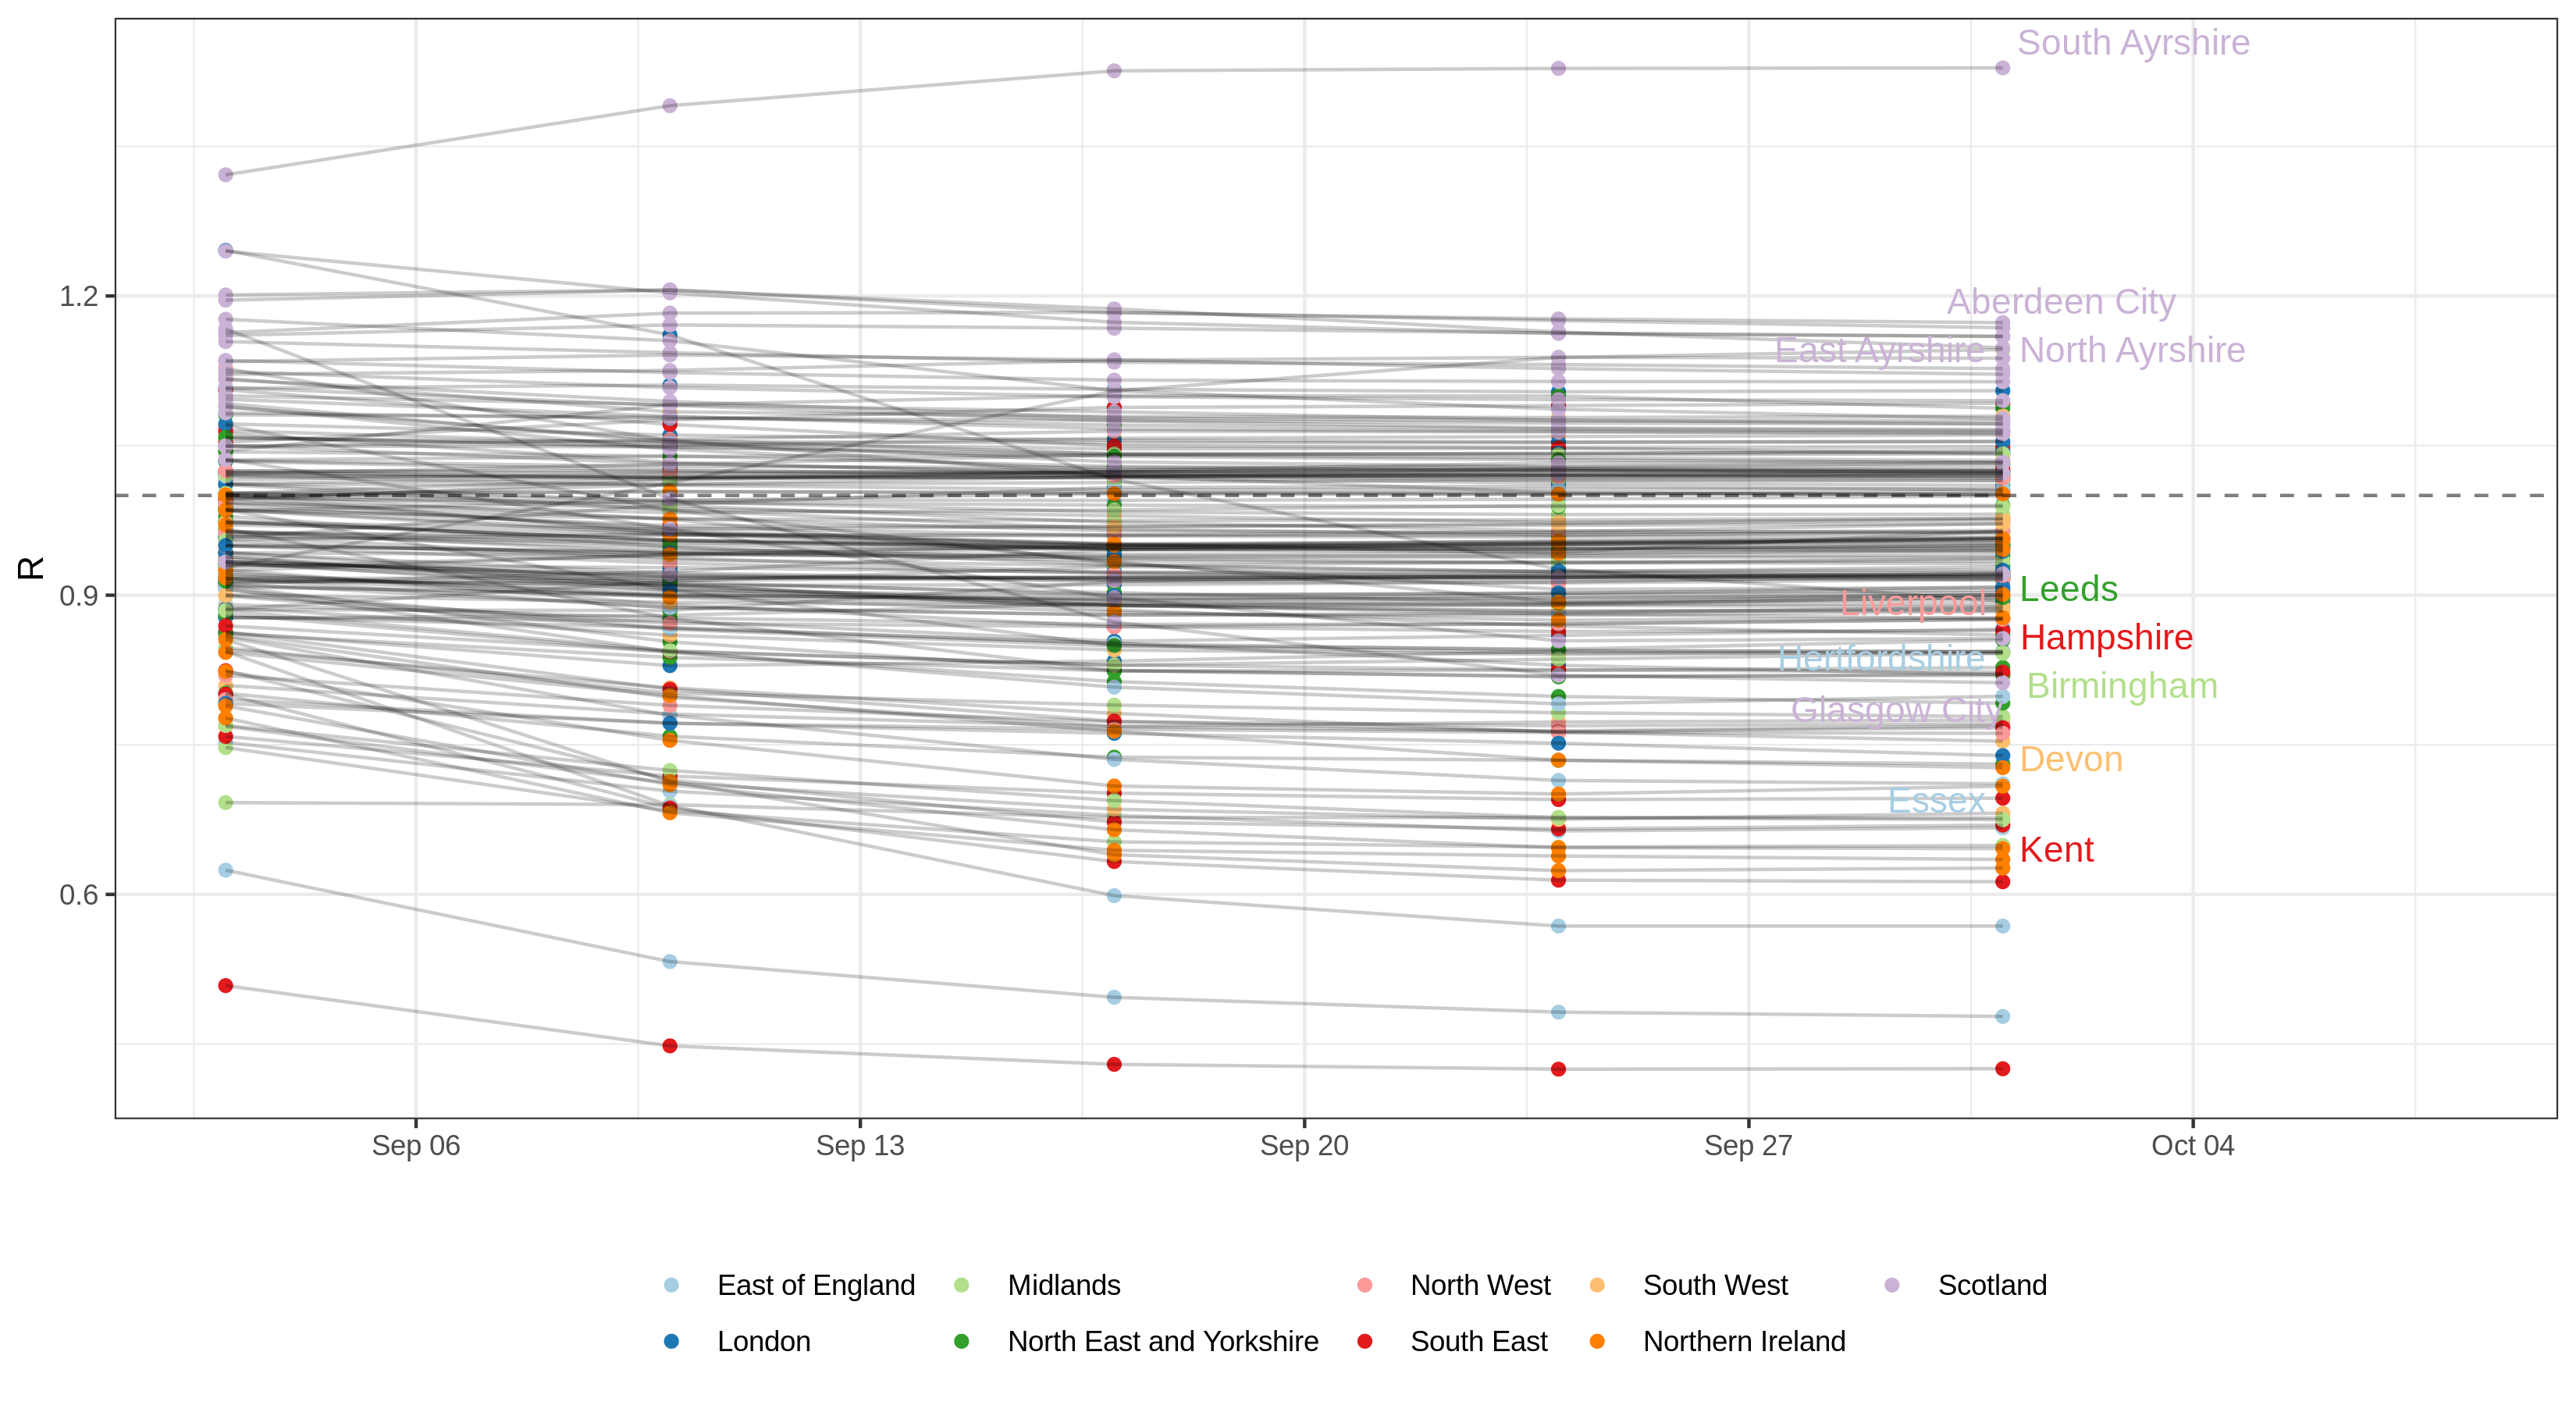 South Ayrshire
1.2
Aberdeen City
East Ayrshire North Ayrshire
R
0.9
Leeds
Liverpool
Hampshire
Hertfordshire
Birmingham
Glasgow City
Devon
Essex
Kent
0.6
Sep 06 Sep 13 Sep 20 Sep 27 Oct 04
East of England Midlands North West South West Scotland
London North East and Yorkshire South East Northern Ireland